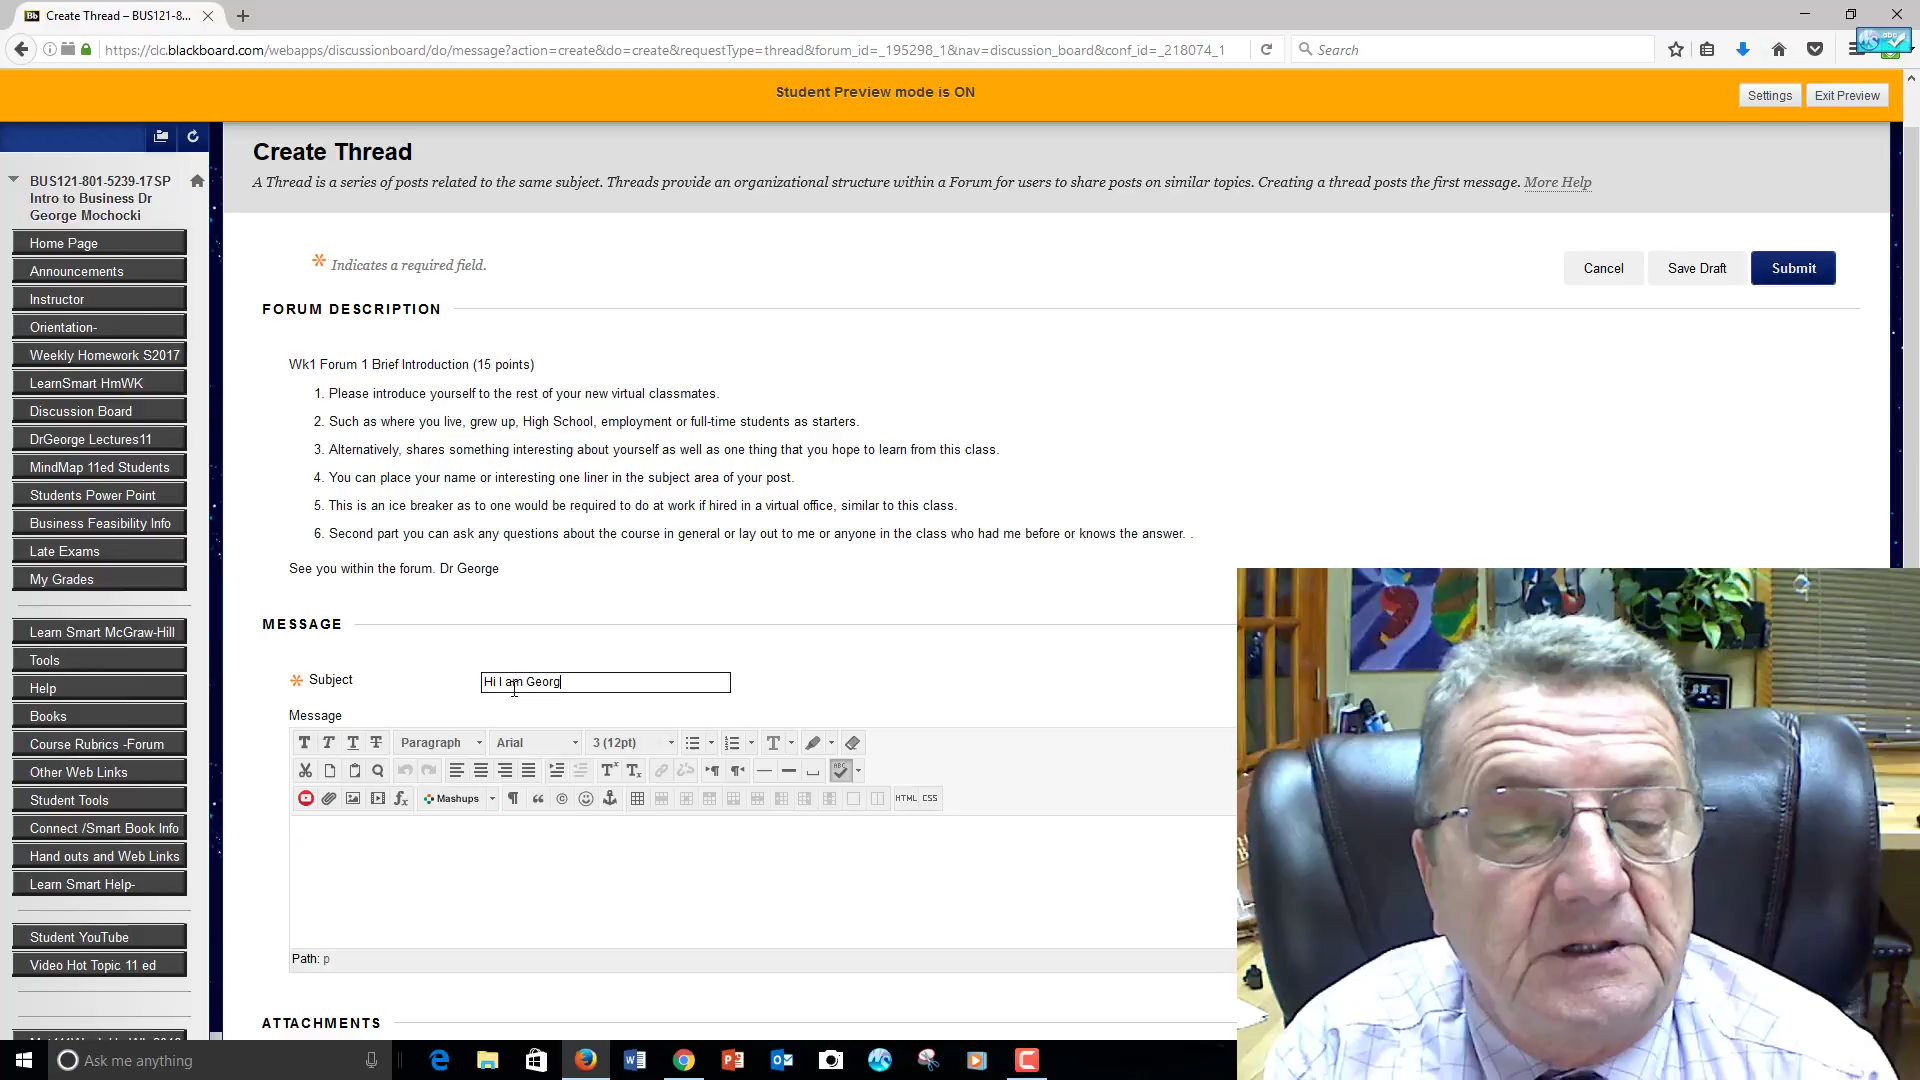 Create Thread – BUS121-8...
https://clc.blackboard.com/webapps/discussionboard/do/message?action=create&do=create&requestType=thread&forum_id=_195298_1&nav=discussion_board&conf_id=_218074_1
Search
Student Preview mode is ON
Settings
Exit Preview
Create Thread
A Thread is a series of posts related to the same subject. Threads provide an organizational structure within a Forum for users to share posts on similar topics. Creating a thread posts the first message. More Help
BUS121-801-5239-17SP
Intro to Business Dr
George Mochocki
Home Page
Announcements
Instructor
Orientation-
Weekly Homework S2017
LearnSmart HmWK
Discussion Board
DrGeorge Lectures11
MindMap 11ed Students
Students Power Point
Business Feasibility Info
Late Exams
My Grades
Learn Smart McGraw-Hill
Tools
Help
Books
Course Rubrics -Forum
Other Web Links
Student Tools
Connect /Smart Book Info
Hand outs and Web Links
Learn Smart Help-
Student YouTube
Video Hot Topic 11 ed
Indicates a required field.
Cancel
Save Draft
Submit
FORUM DESCRIPTION
Wk1 Forum 1 Brief Introduction (15 points)
1. Please introduce yourself to the rest of your new virtual classmates.
2. Such as where you live, grew up, High School, employment or full-time students as starters.
3. Alternatively, shares something interesting about yourself as well as one thing that you hope to learn from this class.
4. You can place your name or interesting one liner in the subject area of your post.
5. This is an ice breaker as to one would be required to do at work if hired in a virtual office, similar to this class.
6. Second part you can ask any questions about the course in general or lay out to me or anyone in the class who had me before or knows the answer. .
See you within the forum. Dr George
MESSAGE
Subject
Hi I am Georg
Message
Paragraph
Arial
3 (12pt)
Mashups
HTML CSS
Path: p
ATTACHMENTS
Ask me anything